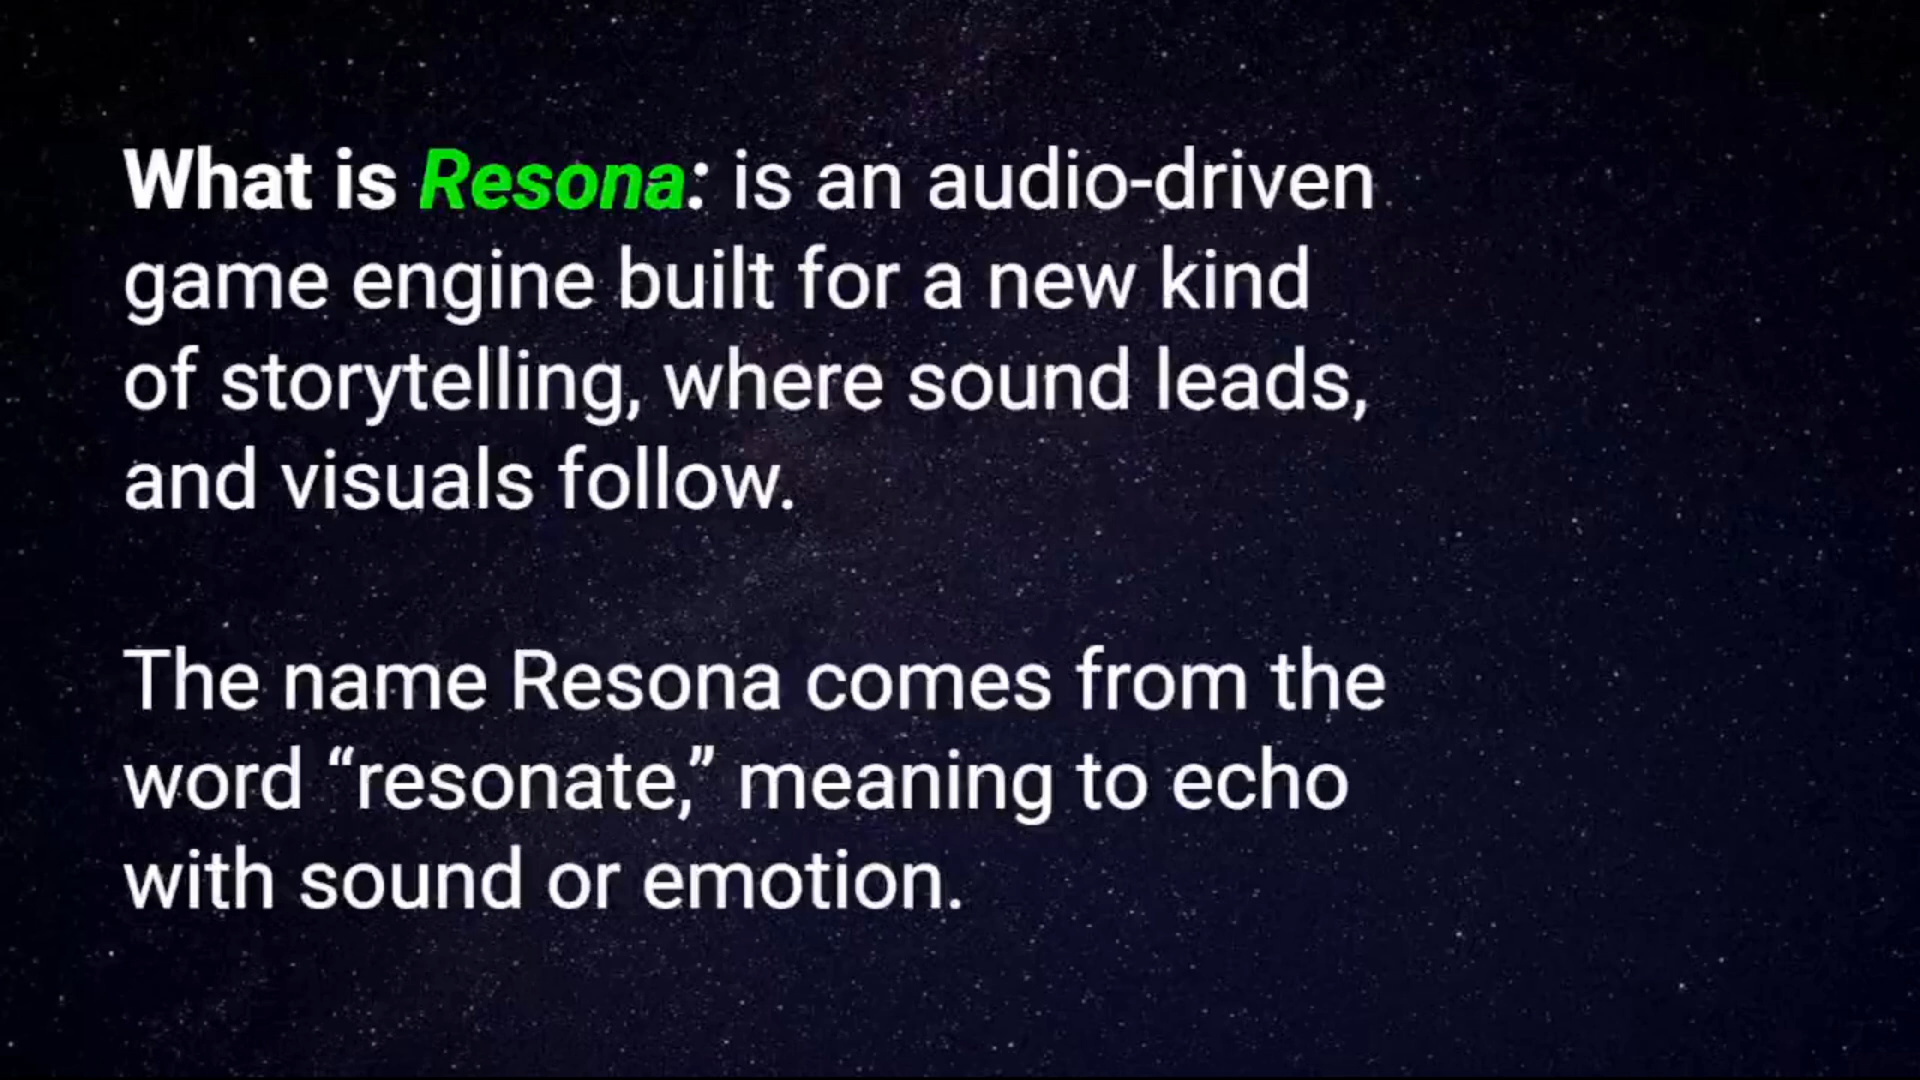 What is Resona: is an audio-driven
game engine built for a new kind
of storytelling, where sound leads,
and visuals follow.
The name Resona comes from the
word “resonate,” meaning to echo
with sound or emotion.